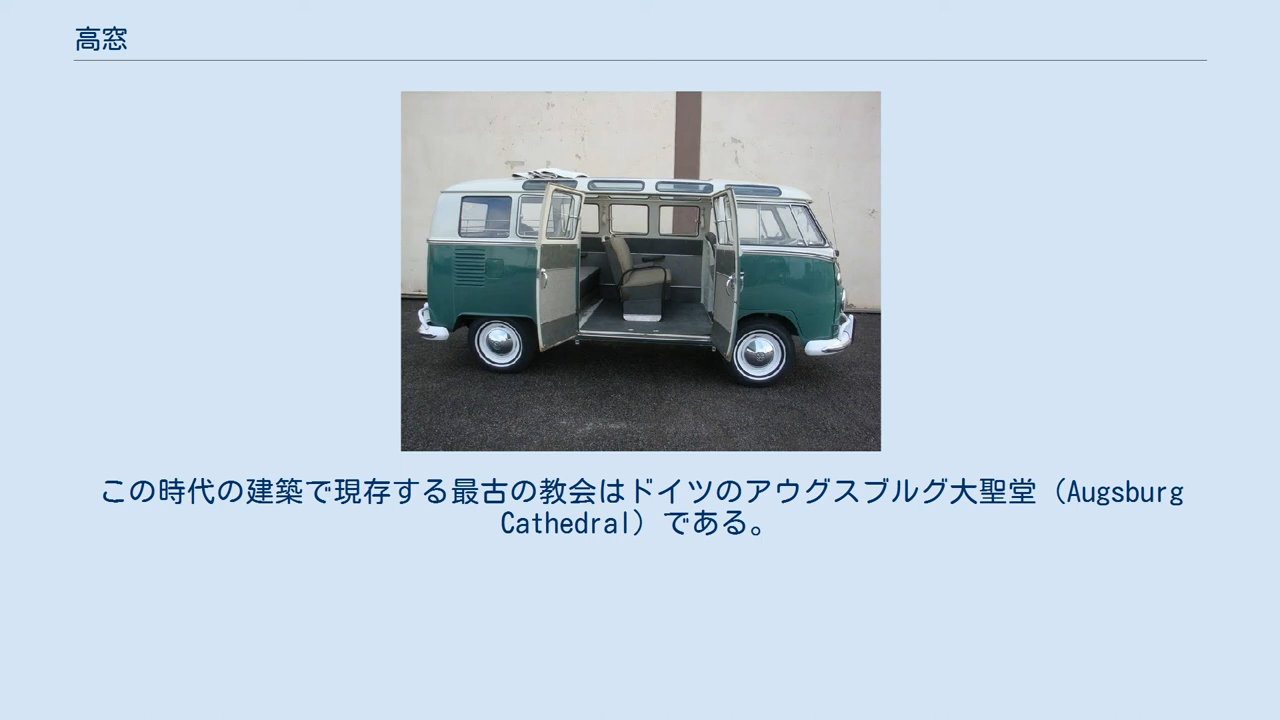 高窓
この時代の建築で現存する最古の教会はドイツのアウグスブルグ大聖堂（Augsburg
Cathedral）である。